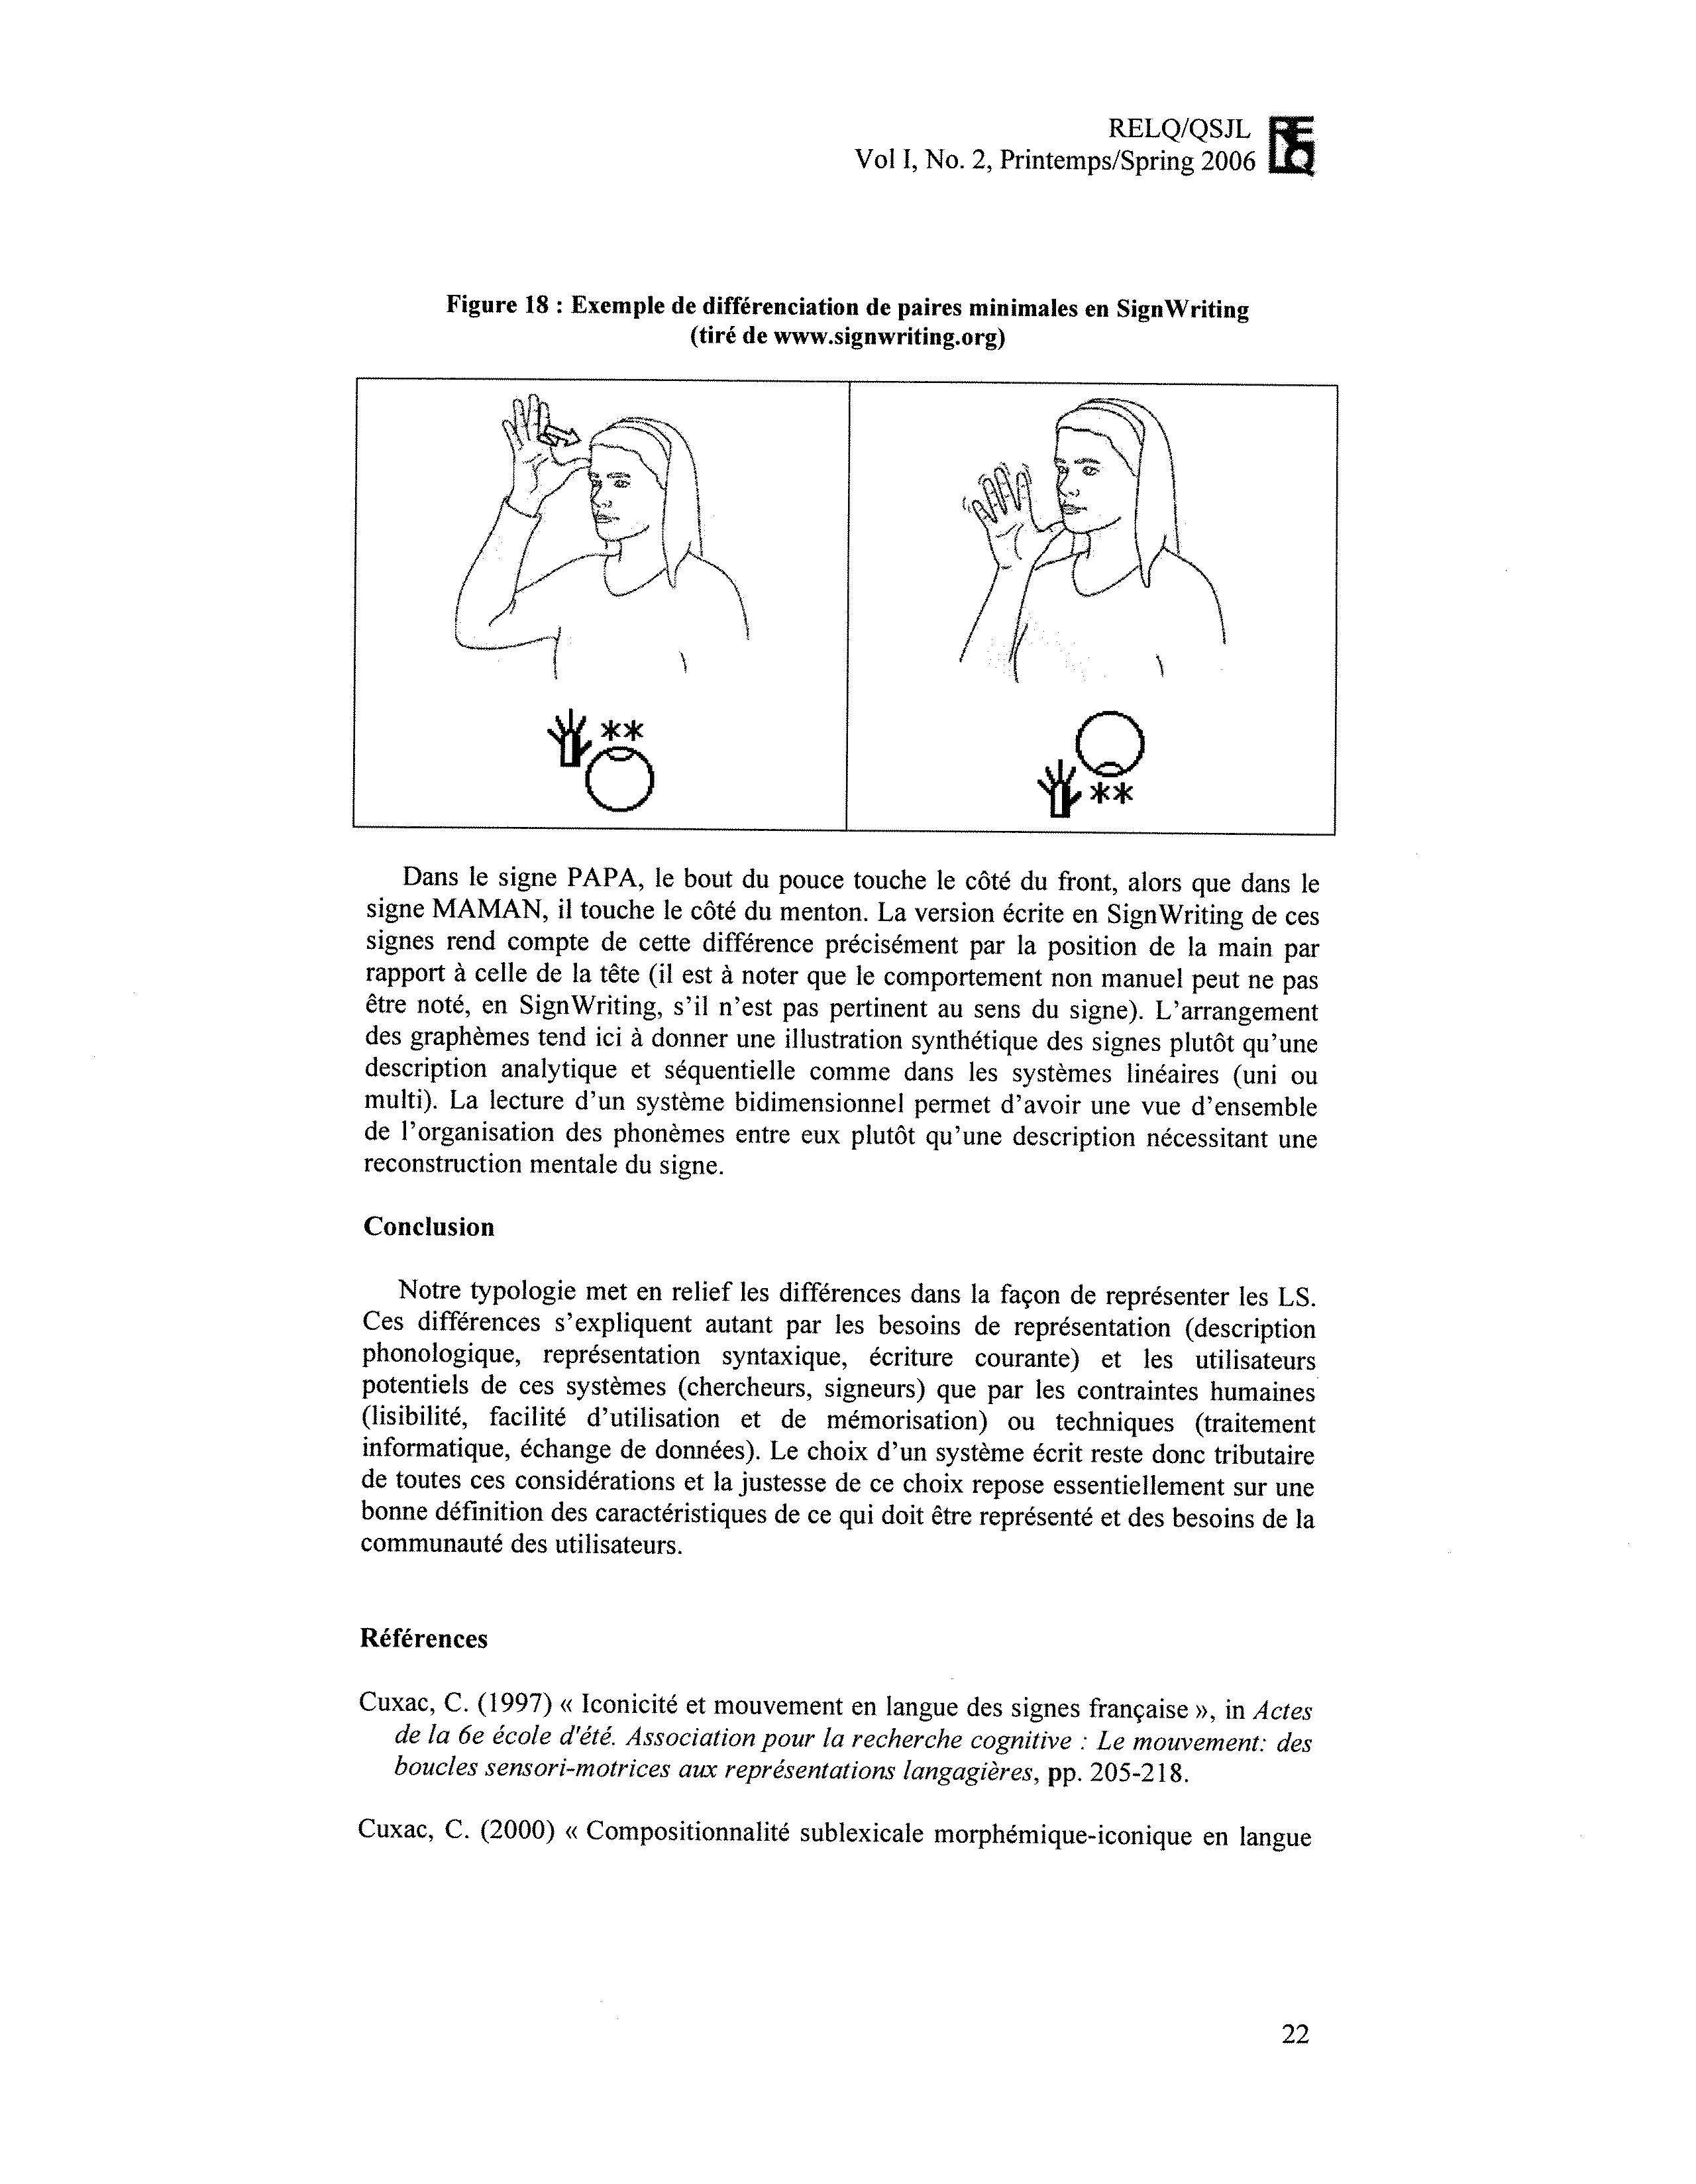 RELQ/QSJL
Vol I, No. 2, Printemps/Spring 2006
RELQ
Figure 18 : Exemple de différenciation de paires minimales en SignWriting
(tiré de www.signwriting.org)
**
**
Dans le signe PAPA, le bout du pouce touche le côté du front, alors que dans le
signe MAMAN, il touche le côté du menton. La version écrite en SignWriting de ces
signes rend compte de cette différence précisément par la position de la main par
rapport à celle de la tête (il est à noter que le comportement non manuel peut ne pas
être noté, en SignWriting, s'il n'est pas pertinent au sens du signe). L'arrangement
des graphèmes tend ici à donner une illustration synthétique des signes plutôt qu'une
description analytique et séquentielle comme dans les systèmes linéaires (uni ou
multi). La lecture d'un système bidimensionnel permet d'avoir une vue d'ensemble
de l'organisation des phonèmes entre eux plutôt qu'une description nécessitant une
reconstruction mentale du signe.
Conclusion
Notre typologie met en relief les différences dans la façon de représenter les LS.
Ces différences s'expliquent autant par les besoins de représentation (description
phonologique, représentation syntaxique, écriture courante) et les utilisateurs
potentiels de ces systèmes (chercheurs, signeurs) que par les contraintes humaines
(lisibilité, facilité d'utilisation et de mémorisation) ou techniques (traitement
informatique, échange de données). Le choix d'un système écrit reste donc tributaire
de toutes ces considérations et la justesse de ce choix repose essentiellement sur une
bonne définition des caractéristiques de ce qui doit être représenté et des besoins de la
communauté des utilisateurs.
Références
Cuxac, C. (1997) « Iconicité et mouvement en langue des signes française », in Actes
de la 6e école d'été. Association pour la recherche cognitive : Le mouvement: des
boucles sensori-motrices aux représentations langagières, pp. 205-218.
Cuxac, C. (2000) « Compositionnalité sublexicale morphémique-iconique en langue
22